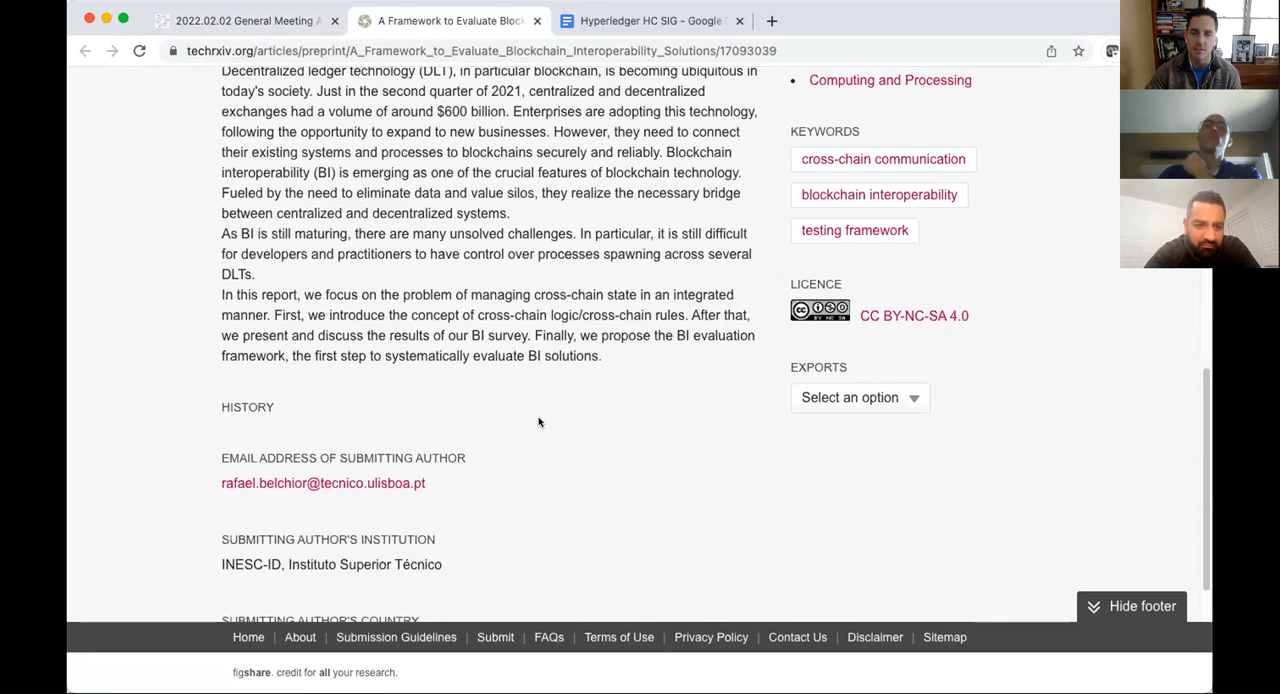 2022.02.02 General Meeting A
A Framework to Evaluate Block
Hyperledger HC SIG - Google
techrxiv.org/articles/preprint/A_Framework_to_Evaluate_Blockchain_Interoperability_Solutions/17093039
Decentralized ledger technology (DLT), in particular blockchain, is becoming ubiquitous in
today's society. Just in the second quarter of 2021, centralized and decentralized
exchanges had a volume of around $600 billion. Enterprises are adopting this technology,
following the opportunity to expand to new businesses. However, they need to connect
their existing systems and processes to blockchains securely and reliably. Blockchain
interoperability (BI) is emerging as one of the crucial features of blockchain technology.
Fueled by the need to eliminate data and value silos, they realize the necessary bridge
between centralized and decentralized systems.
As BI is still maturing, there are many unsolved challenges. In particular, it is still difficult
for developers and practitioners to have control over processes spawning across several
DLTs.
In this report, we focus on the problem of managing cross-chain state in an integrated
manner. First, we introduce the concept of cross-chain logic/cross-chain rules. After that,
we present and discuss the results of our BI survey. Finally, we propose the BI evaluation
framework, the first step to systematically evaluate BI solutions.
HISTORY
EMAIL ADDRESS OF SUBMITTING AUTHOR
rafael.belchior@tecnico.ulisboa.pt
SUBMITTING AUTHOR'S INSTITUTION
INESC-ID, Instituto Superior Técnico
SUBMITTING AUTHOR'S COUNTRY
Computing and Processing
KEYWORDS
cross-chain communication
blockchain interoperability
testing framework
LICENCE
cc BY NC SA
CC BY-NC-SA 4.0
EXPORTS
Select an option
Hide footer
Home | About | Submission Guidelines | Submit | FAQs | Terms of Use | Privacy Policy | Contact Us | Disclaimer | Sitemap
figshare. credit for all your research.